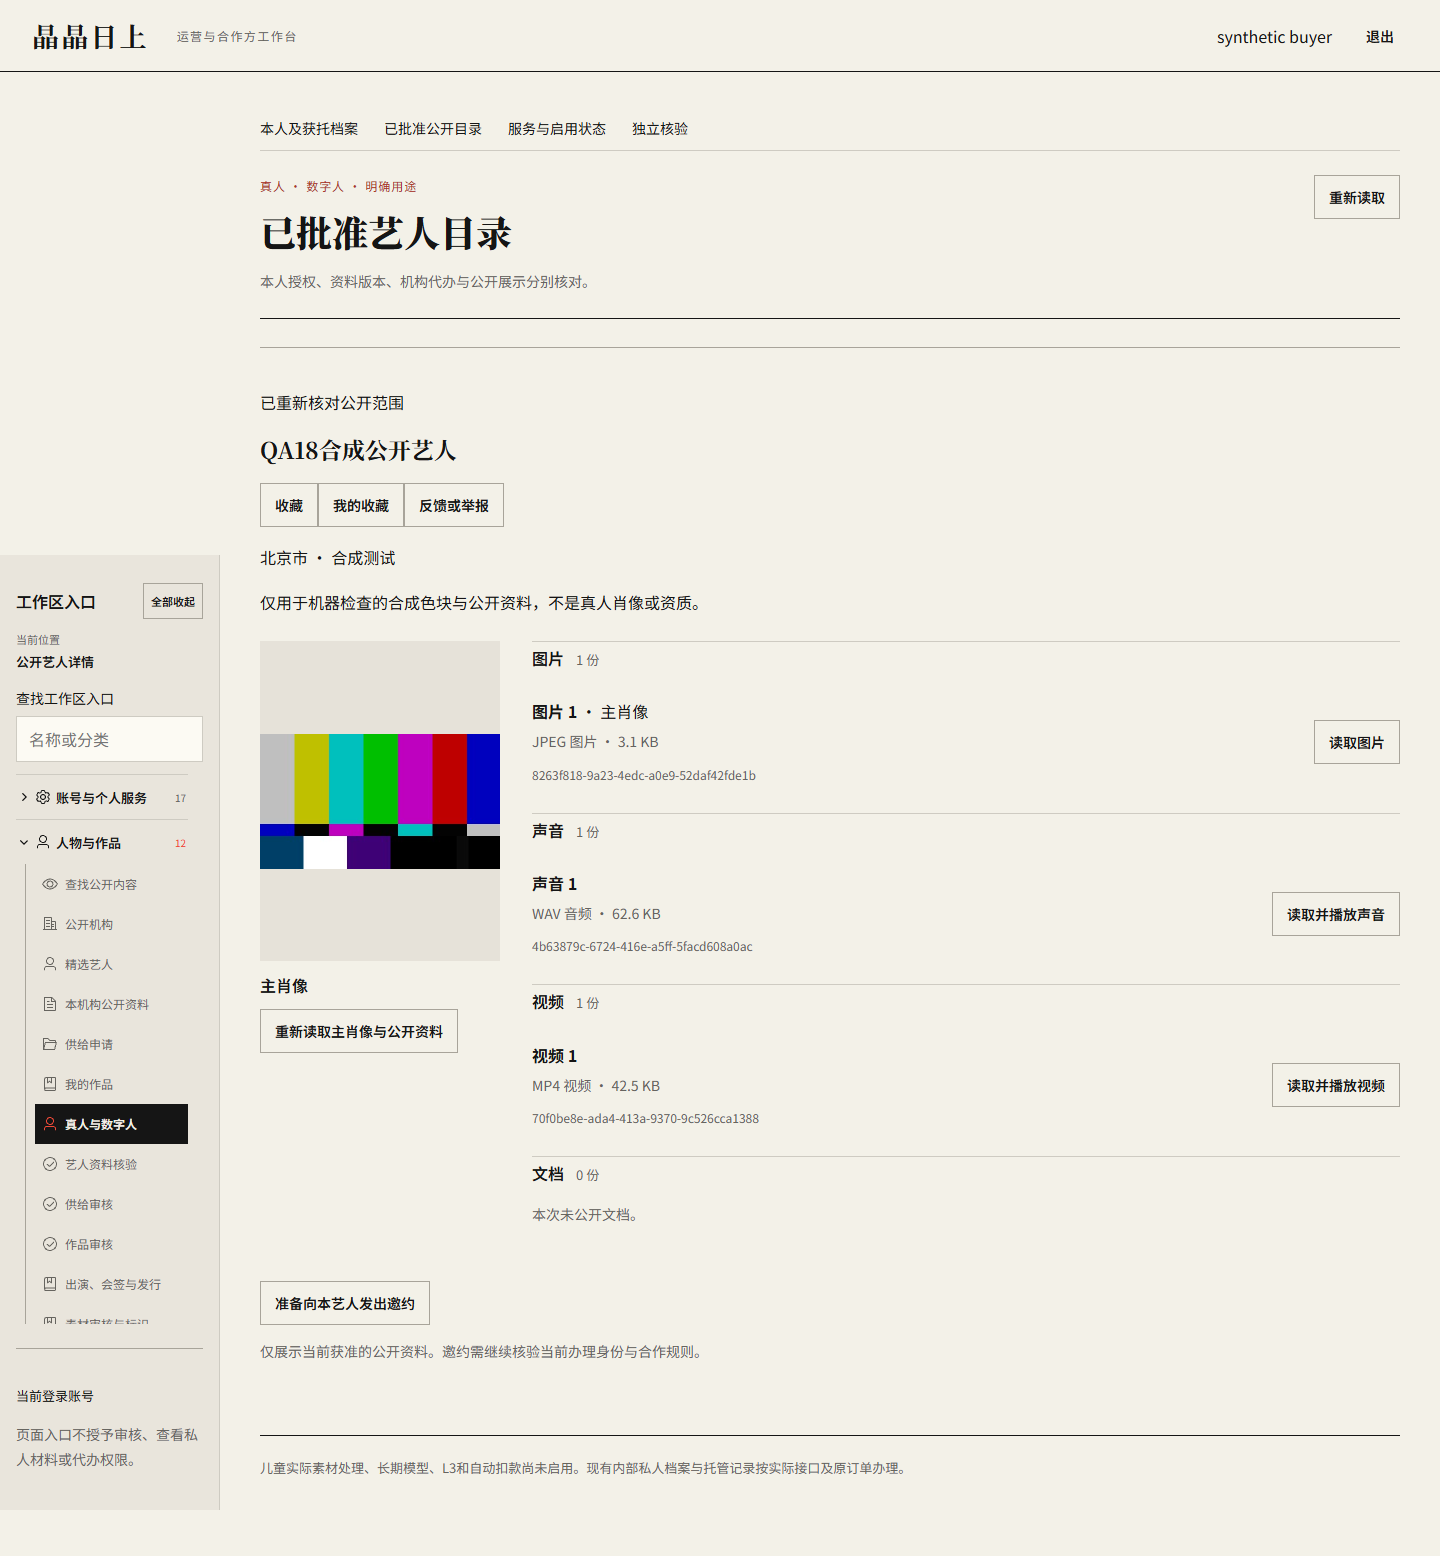 晶晶日上
运营与合作方工作台
synthetic buyer
退出
本人及获托档案
已批准公开目录
服务与启用状态
独立核验
真人 · 数字人 · 明确用途
重新读取
已批准艺人目录
本人授权、资料版本、机构代办与公开展示分别核对。
已重新核对公开范围
QA18合成公开艺人
收藏
我的收藏
反馈或举报
北京市 · 合成测试
仅用于机器检查的合成色块与公开资料，不是真人肖像或资质。
主肖像
重新读取主肖像与公开资料
图片 1 份
图片 1 · 主肖像
JPEG 图片 · 3.1 KB
8263f818-9a23-4edc-a0e9-52daf42fde1b
读取图片
声音 1 份
声音 1
WAV 音频 · 62.6 KB
4b63879c-6724-416e-a5ff-5facd608a0ac
读取并播放声音
视频 1 份
视频 1
MP4 视频 · 42.5 KB
70f0be8e-ada4-413a-9370-9c526cca1388
读取并播放视频
文档 0 份
本次未公开文档。
准备向本艺人发出邀约
仅展示当前获准的公开资料。邀约需继续核验当前办理身份与合作规则。
儿童实际素材处理、长期模型、L3和自动扣款尚未启用。现有内部私人档案与托管记录按实际接口及原订单办理。
工作区入口
全部收起
当前位置
公开艺人详情
查找工作区入口
名称或分类
账号与个人服务 17
人物与作品 12
查找公开内容
公开机构
精选艺人
本机构公开资料
供给申请
我的作品
真人与数字人
艺人资料核验
供给审核
作品审核
出演、会签与发行
素材审核与标识
当前登录账号
页面入口不授予审核、查看私
人材料或代办权限。